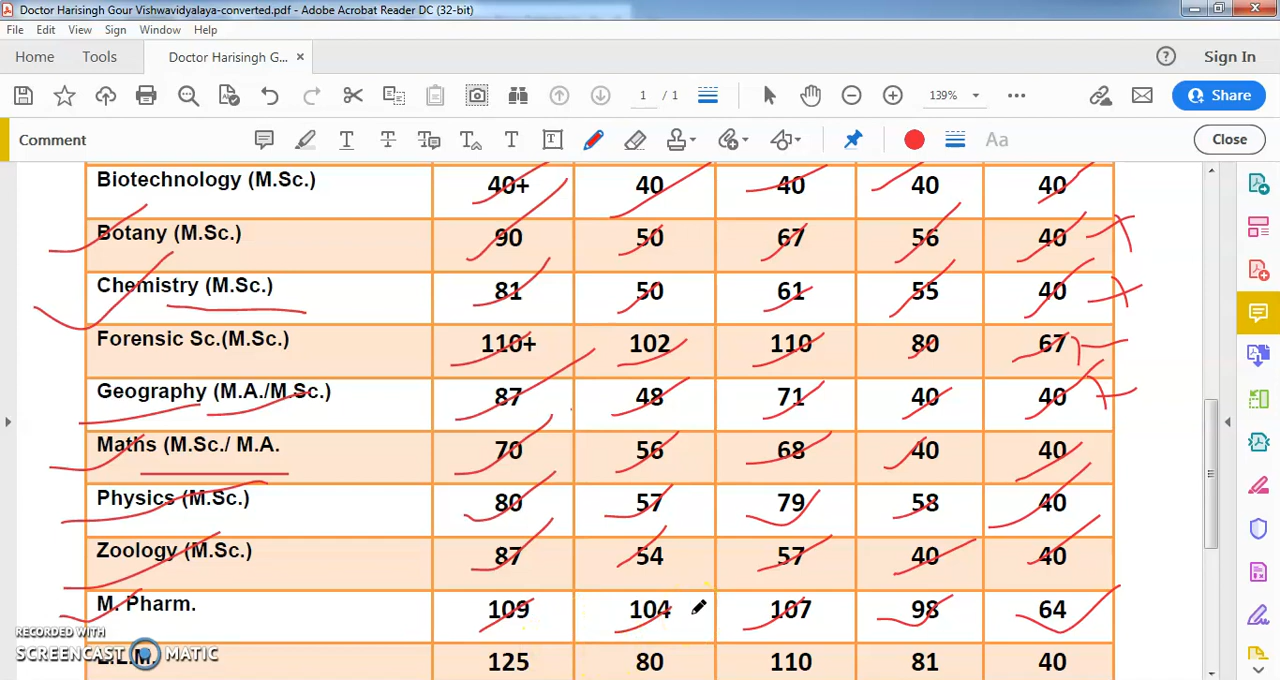 Doctor Harisingh Gour Vishwavidyalaya-converted.pdf - Adobe Acrobat Reader DC (32-bit)
File Edit View Sign Window Help
Home Tools Doctor Harisingh G... × ? Sign In
1 / 1 139% Share
Comment T T T T T Aa Close
Biotechnology (M.Sc.) 40+ 40 40 40 40
Botany (M.Sc.) 90 50 67 56 40
Chemistry (M.Sc.) 81 50 61 55 40
Forensic Sc.(M.Sc.) 110+ 102 110 80 67
Geography (M.A./M.Sc.) 87 48 71 40 40
Maths (M.Sc./ M.A. 70 56 68 40 40
Physics (M.Sc.) 80 57 79 58 40
Zoology (M.Sc.) 87 54 57 40 40
M. Pharm. 109 104 107 98 64
L.L.M. 125 80 110 81 40
RECORDED WITH
SCREENCAST MATIC